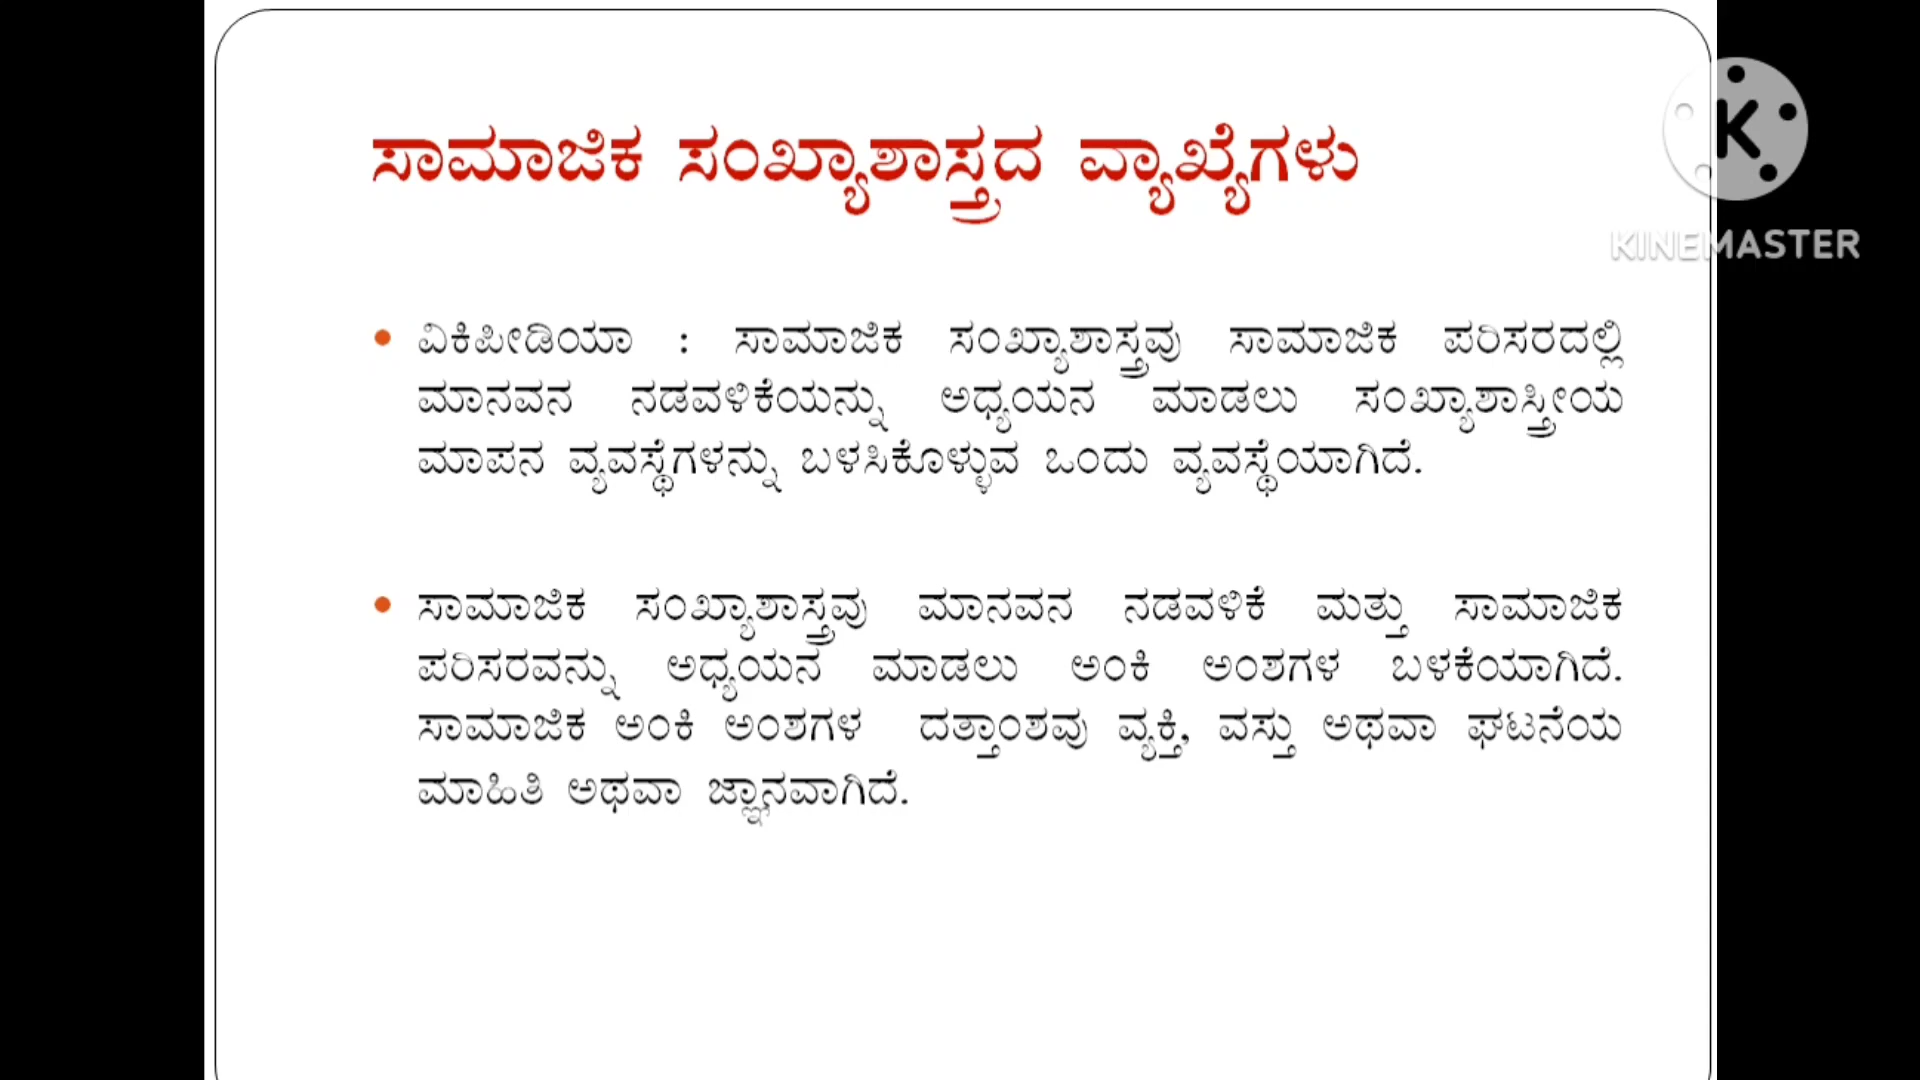 ಸಾಮಾಜಿಕ ಸಂಖ್ಯಾಶಾಸ್ತ್ರದ ವ್ಯಾಖ್ಯೆಗಳು
KINEMASTER
• ವಿಕಿಪೀಡಿಯಾ : ಸಾಮಾಜಿಕ ಸಂಖ್ಯಾಶಾಸ್ತ್ರವು ಸಾಮಾಜಿಕ ಪರಿಸರದಲ್ಲಿ
ಮಾನವನ ನಡವಳಿಕೆಯನ್ನು ಅಧ್ಯಯನ ಮಾಡಲು ಸಂಖ್ಯಾಶಾಸ್ತ್ರೀಯ
ಮಾಪನ ವ್ಯವಸ್ಥೆಗಳನ್ನು ಬಳಸಿಕೊಳ್ಳುವ ಒಂದು ವ್ಯವಸ್ಥೆಯಾಗಿದೆ.
• ಸಾಮಾಜಿಕ ಸಂಖ್ಯಾಶಾಸ್ತ್ರವು ಮಾನವನ ನಡವಳಿಕೆ ಮತ್ತು ಸಾಮಾಜಿಕ
ಪರಿಸರವನ್ನು ಅಧ್ಯಯನ ಮಾಡಲು ಅಂಕಿ ಅಂಶಗಳ ಬಳಕೆಯಾಗಿದೆ.
ಸಾಮಾಜಿಕ ಅಂಕಿ ಅಂಶಗಳ ದತ್ತಾಂಶವು ವ್ಯಕ್ತಿ, ವಸ್ತು ಅಥವಾ ಘಟನೆಯ
ಮಾಹಿತಿ ಅಥವಾ ಜ್ಞಾನವಾಗಿದೆ.